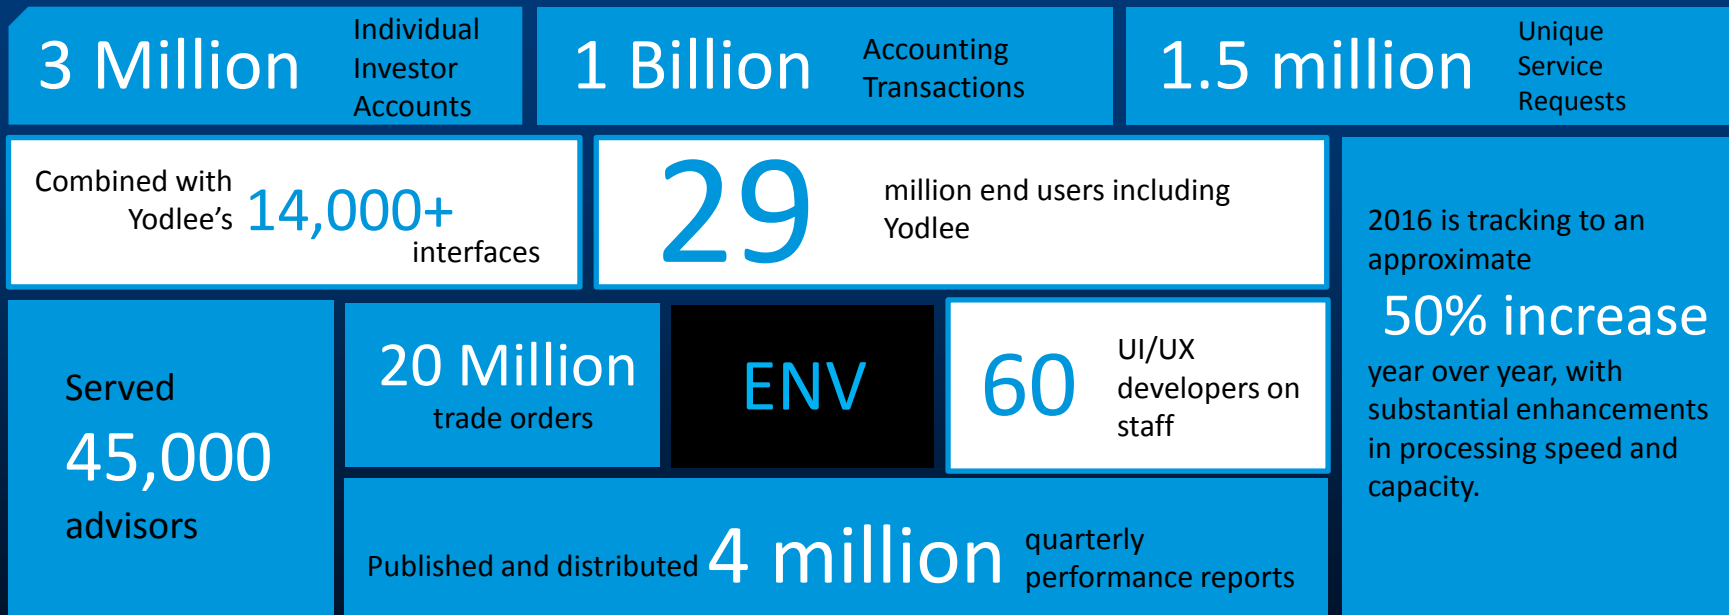 3 Million
Individual
Investor
Accounts
1 Billion
Accounting
Transactions
1.5 million
Unique
Service
Requests
Combined with
Yodlee’s 14,000+
interfaces
29
million end users including
Yodlee
2016 is tracking to an
approximate
50% increase
year over year, with
substantial enhancements
in processing speed and
capacity.
Served
45,000
advisors
20 Million
trade orders
ENV
60
UI/UX
developers on
staff
Published and distributed 4 million
quarterly
performance reports